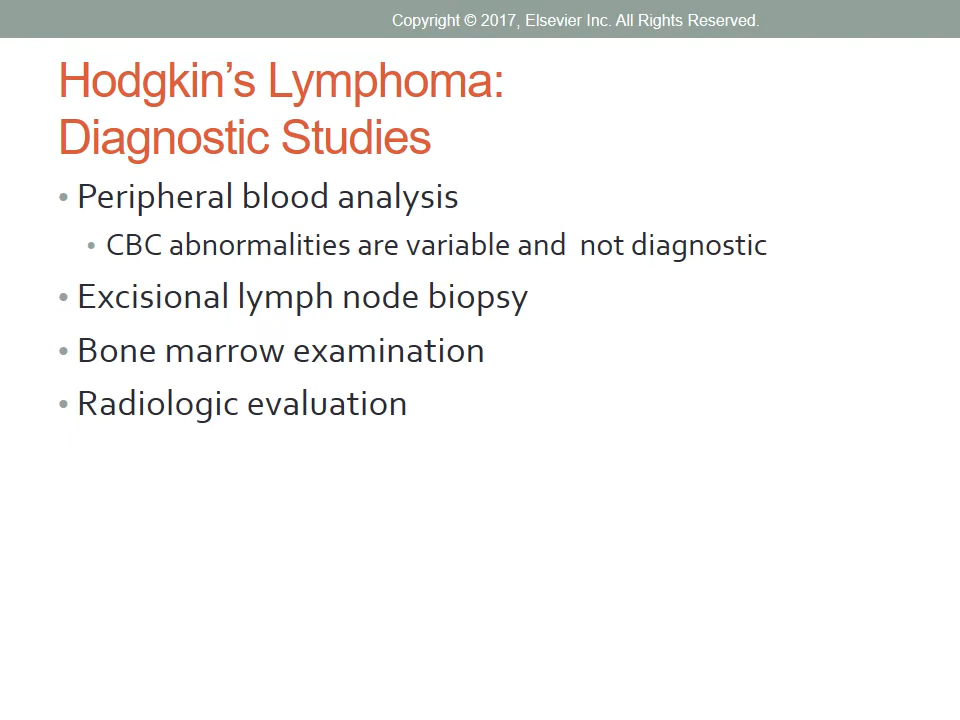 Copyright © 2017, Elsevier Inc. All Rights Reserved.
Hodgkin’s Lymphoma:
Diagnostic Studies
• Peripheral blood analysis
• CBC abnormalities are variable and  not diagnostic
• Excisional lymph node biopsy
• Bone marrow examination
• Radiologic evaluation